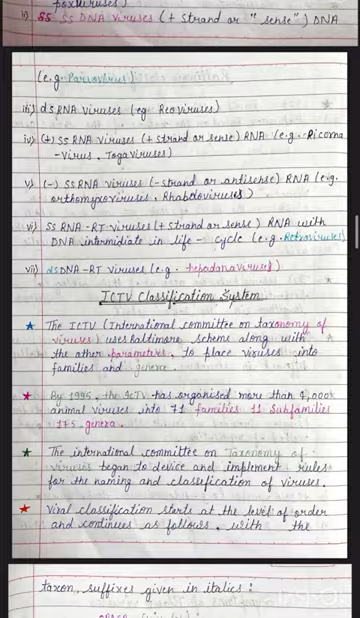 poxviruses)
ii) SS SS DNA viruses (+ strand or "sense") DNA
(e.g. Parvovirus)
iii) ds RNA viruses (eg Reoviruses)
iv) (+) SS RNA viruses (+ strand or sense) RNA (e.g. Picorna
-virus, Togaviruses)
v) (-) SSRNA viruses (-strand or antisense) RNA (e.g.
orthomyxoviruses, Rhabdoviruses)
vi) SSRNA-RT viruses (+ strand or sense) RNA with
DNA intermidiate in life-cycle (e.g. Retroviruses)
vii) dsDNA-RT viruses (e.g. hepadanaviruses)
ICTV Classification System
★ The ICTV (International committee on taxonomy of
viruses) uses baltimore scheme along with
the other parameters to place viruses into
families and genera.
★ By 1995, the ICTV has organised more than 4,000
animal viruses into 71 families 11 Subfamilies
175 genera.
★ The international committee on Taxonomy of
viruses began to device and implement rules
for the naming and classification of viruses.
★ Viral classification starts at the level of order
and continues as follows, with the
taxon, suffixes given in italics: